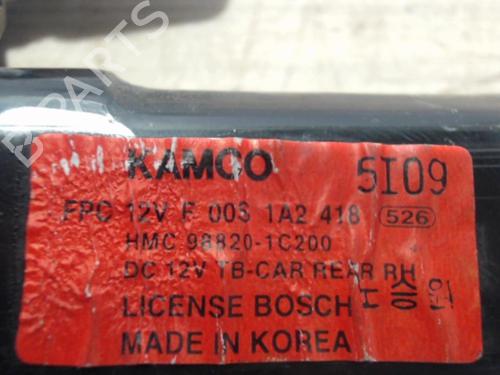 B-PARTS
KAMCO 5I09
FPC 12V F 003 1A2 418 526
HMC 98820-1C200
DC 12V TB-CAR REAR RH
LICENSE BOSCH
MADE IN KOREA